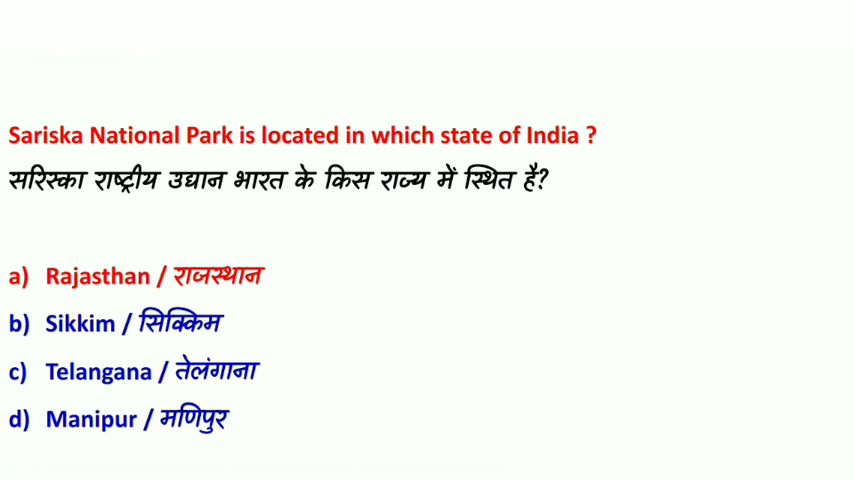 Sariska National Park is located in which state of India ?
सरिस्का राष्ट्रीय उद्यान भारत के किस राज्य में स्थित है?
a) Rajasthan / राजस्थान
b) Sikkim / सिक्किम
c) Telangana / तेलंगाना
d) Manipur / मणिपुर